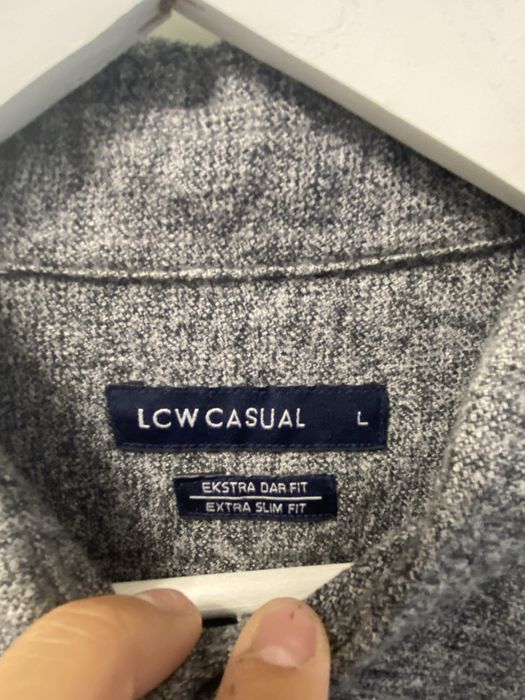 LCW CASUAL L
EKSTRA DAR FIT
EXTRA SLIM FIT